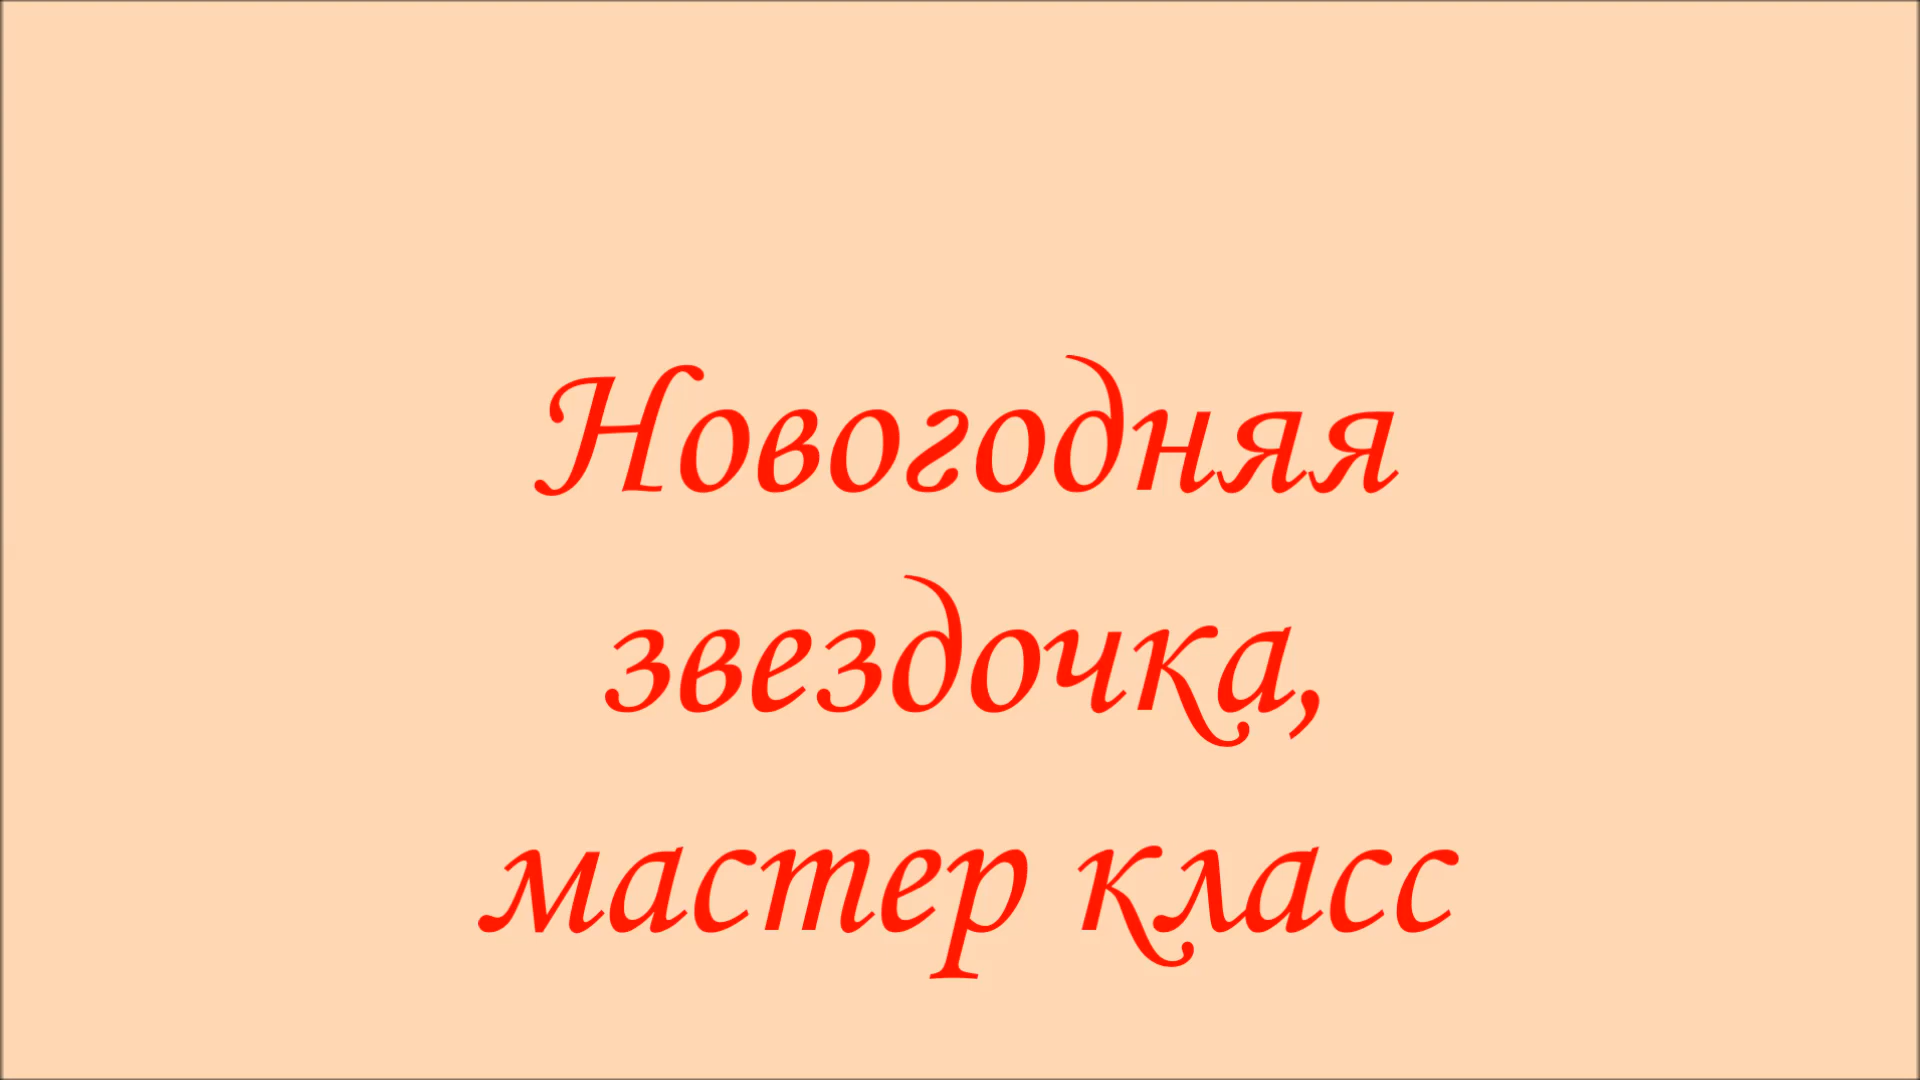 Новогодняя
звездочка,
мастер класс